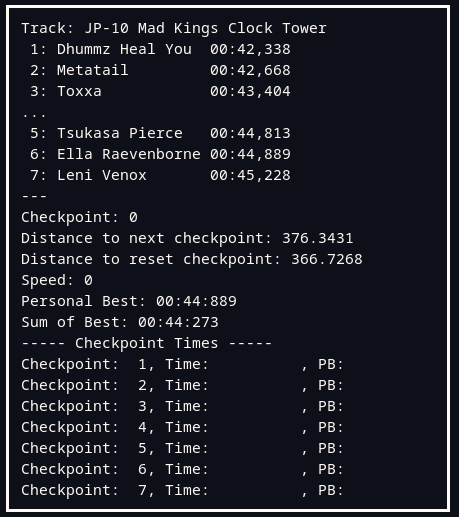 Track: JP-10 Mad Kings Clock Tower
1: Dhummz Heal You 00:42,338
2: Metatail 00:42,668
3: Toxxa 00:43,404
...
5: Tsukasa Pierce 00:44,813
6: Ella Raevenborne 00:44,889
7: Leni Venox 00:45,228
---
Checkpoint: 0
Distance to next checkpoint: 376.3431
Distance to reset checkpoint: 366.7268
Speed: 0
Personal Best: 00:44:889
Sum of Best: 00:44:273
----- Checkpoint Times -----
Checkpoint: 1, Time: , PB:
Checkpoint: 2, Time: , PB:
Checkpoint: 3, Time: , PB:
Checkpoint: 4, Time: , PB:
Checkpoint: 5, Time: , PB:
Checkpoint: 6, Time: , PB:
Checkpoint: 7, Time: , PB: